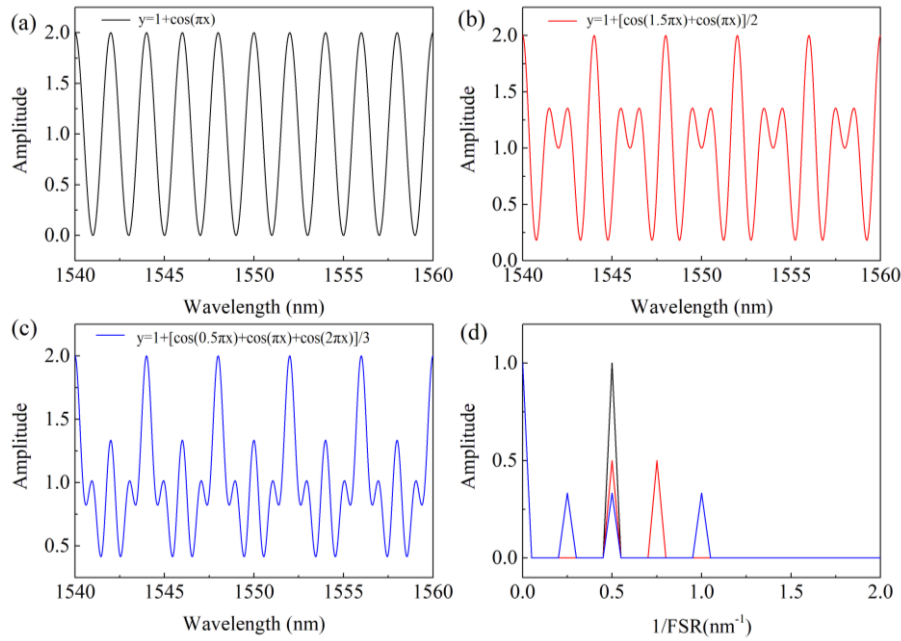 (a)
y=1+cos(πx)
2.0
1.5
1.0
0.5
0.0
Amplitude
1540 1545 1550 1555 1560
Wavelength (nm)
(b)
y=1+[cos(1.5πx)+cos(πx)]/2
2.0
1.5
1.0
0.5
0.0
Amplitude
1540 1545 1550 1555 1560
Wavelength (nm)
(c)
y=1+[cos(0.5πx)+cos(πx)+cos(2πx)]/3
2.0
1.5
1.0
0.5
Amplitude
1540 1545 1550 1555 1560
Wavelength (nm)
(d)
1.0
0.5
0.0
Amplitude
0.0 0.5 1.0 1.5 2.0
1/FSR(nm⁻¹)